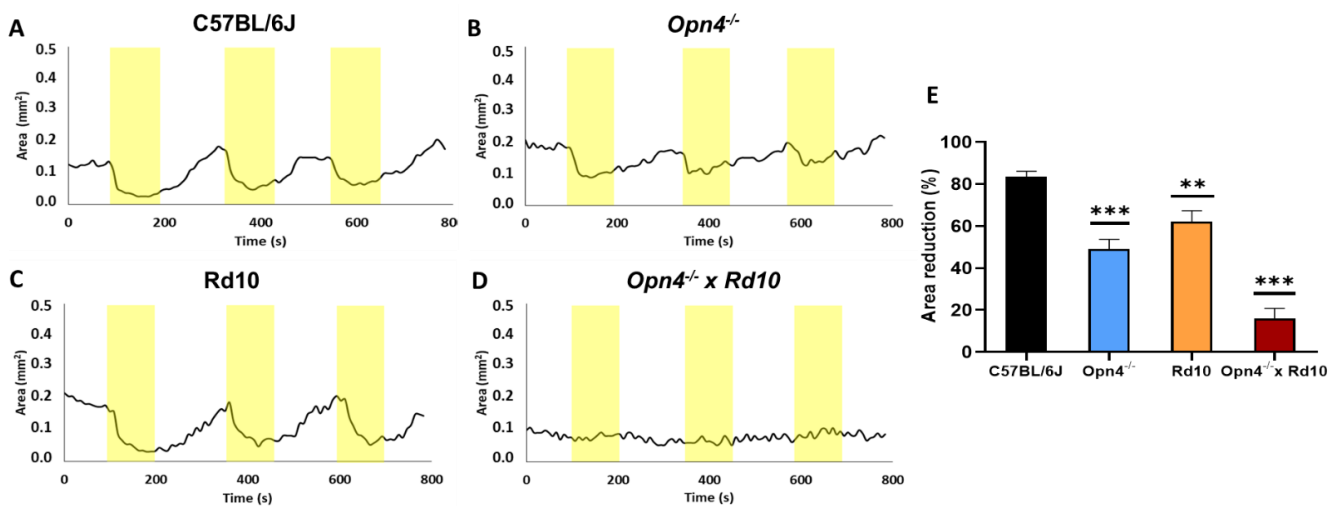 A
C57BL/6J
0.5
0.4
0.3
0.2
0.1
0.0
Area (mm²)
0
200
400
600
80
Time (s)
B
Opn4⁻/⁻
0.5
0.4
0.3
0.2
0.1
0.0
Area (mm²)
0
200
400
600
800
Time (s)
C
Rd10
0.5
0.4
0.3
0.2
0.1
0.0
Area (mm²)
0
200
400
600
800
Time (s)
D
Opn4⁻/⁻ x Rd10
0.5
0.4
0.3
0.2
0.1
0.0
Area (mm²)
0
200
400
600
800
Time (s)
E
100
80
60
40
20
0
Area reduction (%)
***
**
***
C57BL/6J
Opn4⁻/⁻
Rd10
Opn4⁻/⁻x Rd10